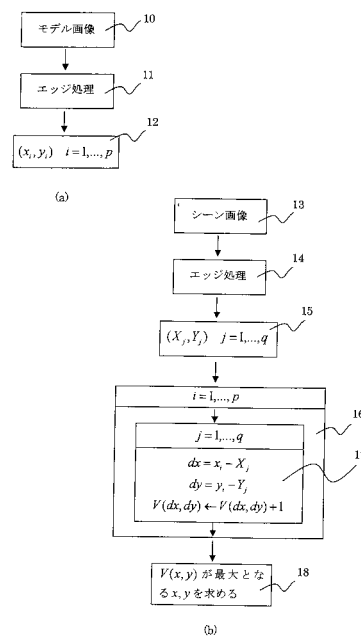 モデル画像
10
エッジ処理
11
(x_i, y_i) i = 1,...,p
12
(a)
シーン画像
13
エッジ処理
14
(X_j, Y_j) j = 1,...,q
15
i = 1,...,p
16
j = 1,...,q
dx = x_i − X_j
dy = y_i − Y_j
V(dx, dy) ← V(dx, dy) + 1
V(x, y) が最大とな
る x, y を求める
18
(b)